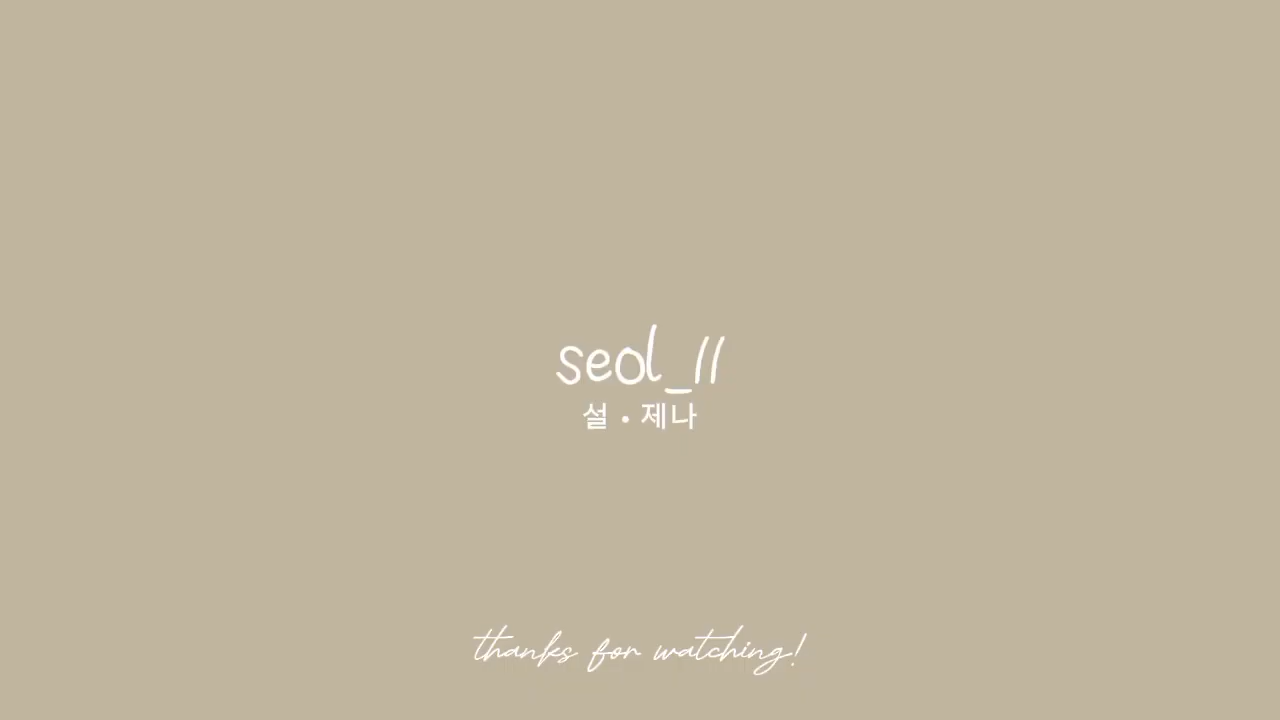 seol_11
설 • 제나
thanks for watching!